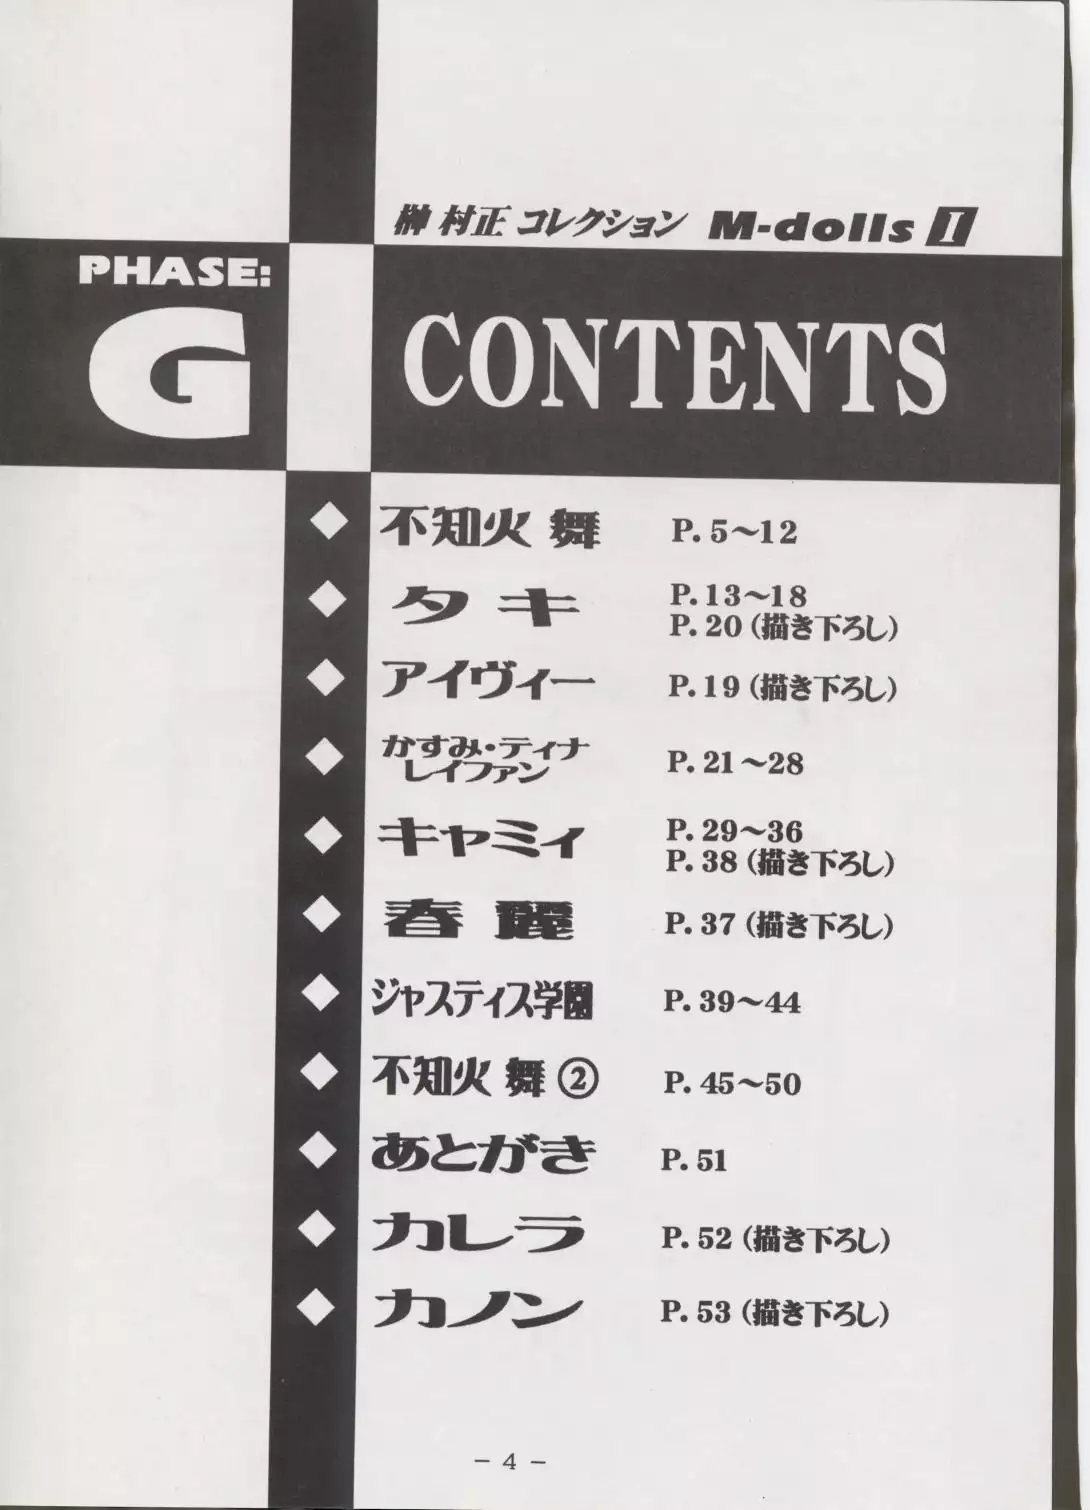 榊 村正 コレクション M-dolls I
PHASE:
G
CONTENTS
不知火 舞 P. 5〜12
タキ P. 13〜18
P. 20 (描き下ろし)
アイヴィー P. 19 (描き下ろし)
かすみ・ティナ
レイファン P. 21〜28
キャミィ P. 29〜36
P. 38 (描き下ろし)
春麗 P. 37 (描き下ろし)
ジャスティス学園 P. 39〜44
不知火 舞 ② P. 45〜50
あとがき P. 51
カレラ P. 52 (描き下ろし)
カノン P. 53 (描き下ろし)
- 4 -